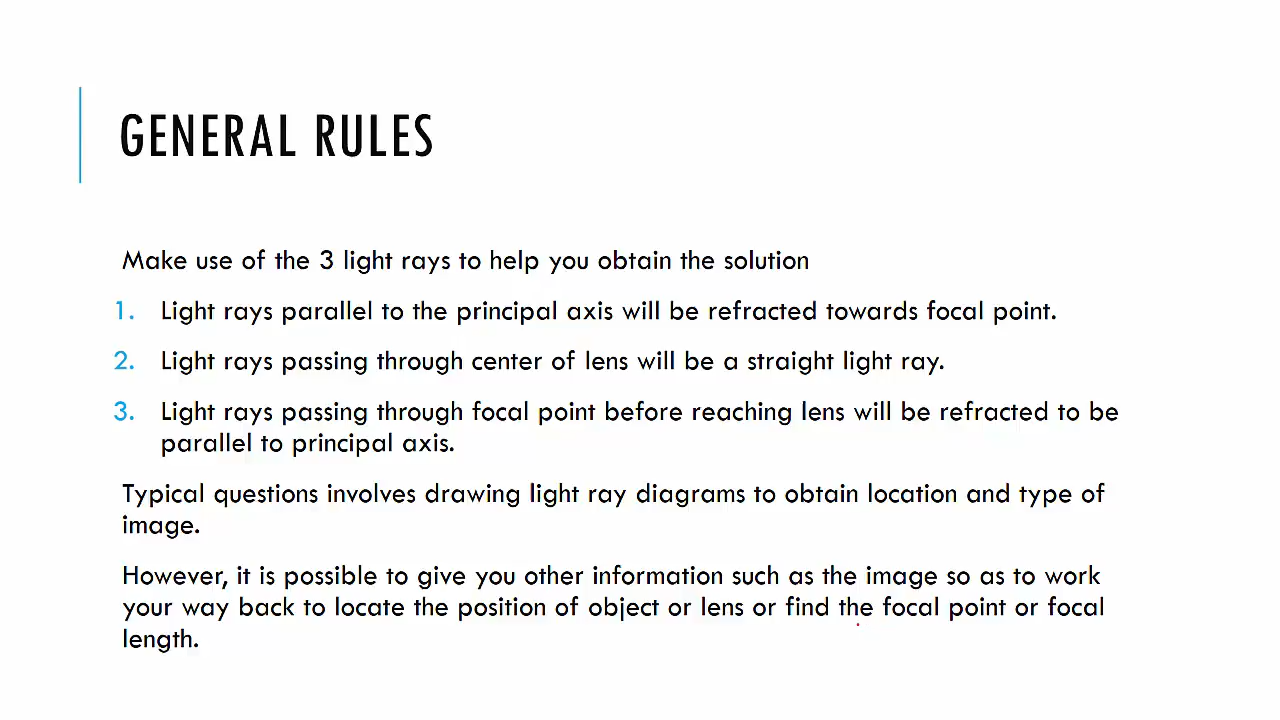 GENERAL RULES
Make use of the 3 light rays to help you obtain the solution
1. Light rays parallel to the principal axis will be refracted towards focal point.
2. Light rays passing through center of lens will be a straight light ray.
3. Light rays passing through focal point before reaching lens will be refracted to be
parallel to principal axis.
Typical questions involves drawing light ray diagrams to obtain location and type of
image.
However, it is possible to give you other information such as the image so as to work
your way back to locate the position of object or lens or find the focal point or focal
length.